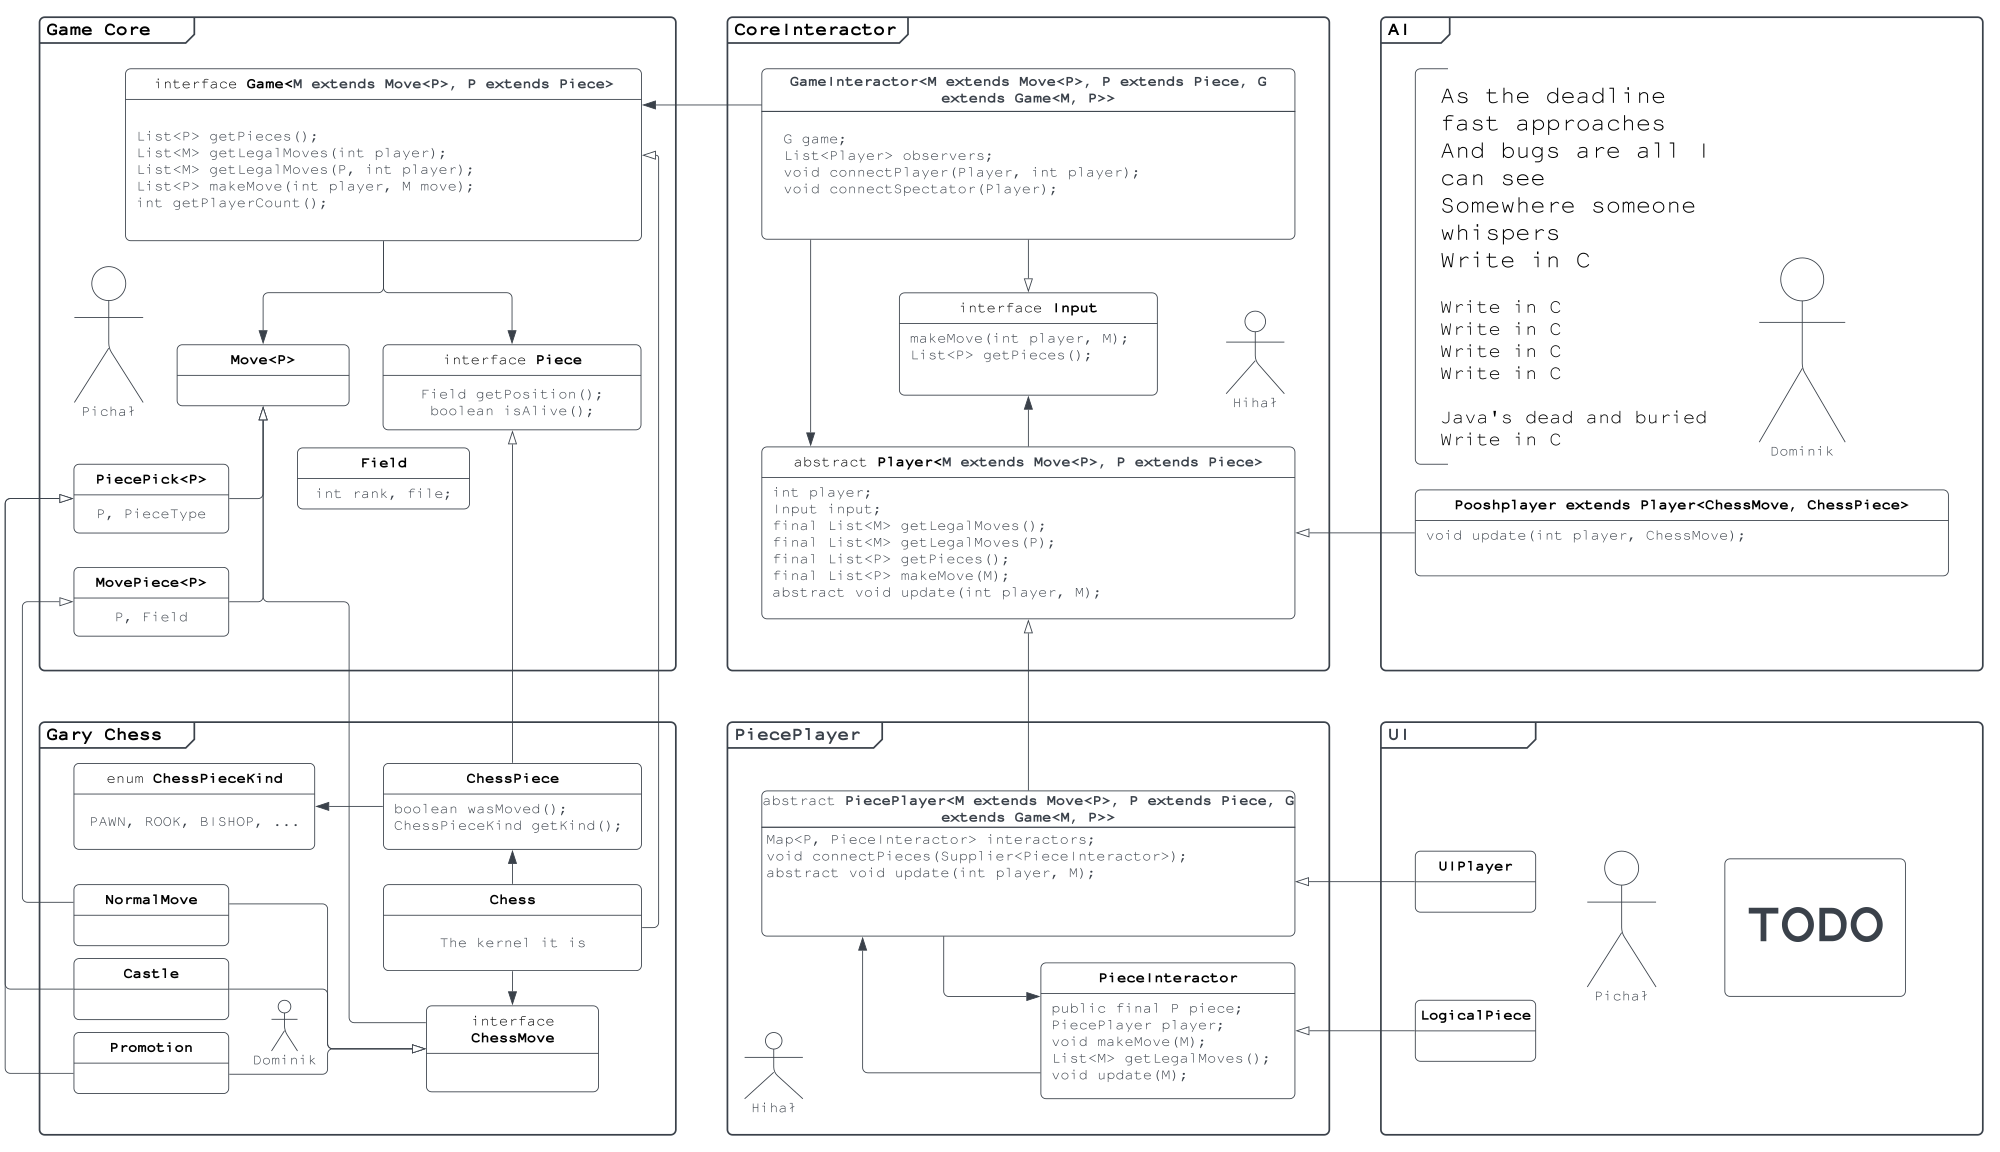 Game Core
interface Game<M extends Move<P>, P extends Piece>
List<P> getPieces();
List<M> getLegalMoves(int player);
List<M> getLegalMoves(P, int player);
List<P> makeMove(int player, M move);
int getPlayerCount();
Pichał
Move<P>
interface Piece
Field getPosition();
boolean isAlive();
Field
int rank, file;
PiecePick<P>
P, PieceType
MovePiece<P>
P, Field
CoreInteractor
GameInteractor<M extends Move<P>, P extends Piece, G
extends Game<M, P>>
G game;
List<Player> observers;
void connectPlayer(Player, int player);
void connectSpectator(Player);
interface Input
makeMove(int player, M);
List<P> getPieces();
Hihał
abstract Player<M extends Move<P>, P extends Piece>
int player;
Input input;
final List<M> getLegalMoves();
final List<M> getLegalMoves(P);
final List<P> getPieces();
final List<P> makeMove(M);
abstract void update(int player, M);
AI
As the deadline
fast approaches
And bugs are all I
can see
Somewhere someone
whispers
Write in C
Write in C
Write in C
Write in C
Write in C
Java's dead and buried
Write in C
Dominik
Pooshplayer extends Player<ChessMove, ChessPiece>
void update(int player, ChessMove);
Gary Chess
enum ChessPieceKind
PAWN, ROOK, BISHOP, ...
ChessPiece
boolean wasMoved();
ChessPieceKind getKind();
NormalMove
Chess
The kernel it is
Castle
Promotion
Dominik
interface
ChessMove
PiecePlayer
abstract PiecePlayer<M extends Move<P>, P extends Piece, G
extends Game<M, P>>
Map<P, PieceInteractor> interactors;
void connectPieces(Supplier<PieceInteractor>);
abstract void update(int player, M);
PieceInteractor
public final P piece;
PiecePlayer player;
void makeMove(M);
List<M> getLegalMoves();
void update(M);
Hihał
UI
UIPlayer
Pichał
TODO
LogicalPiece